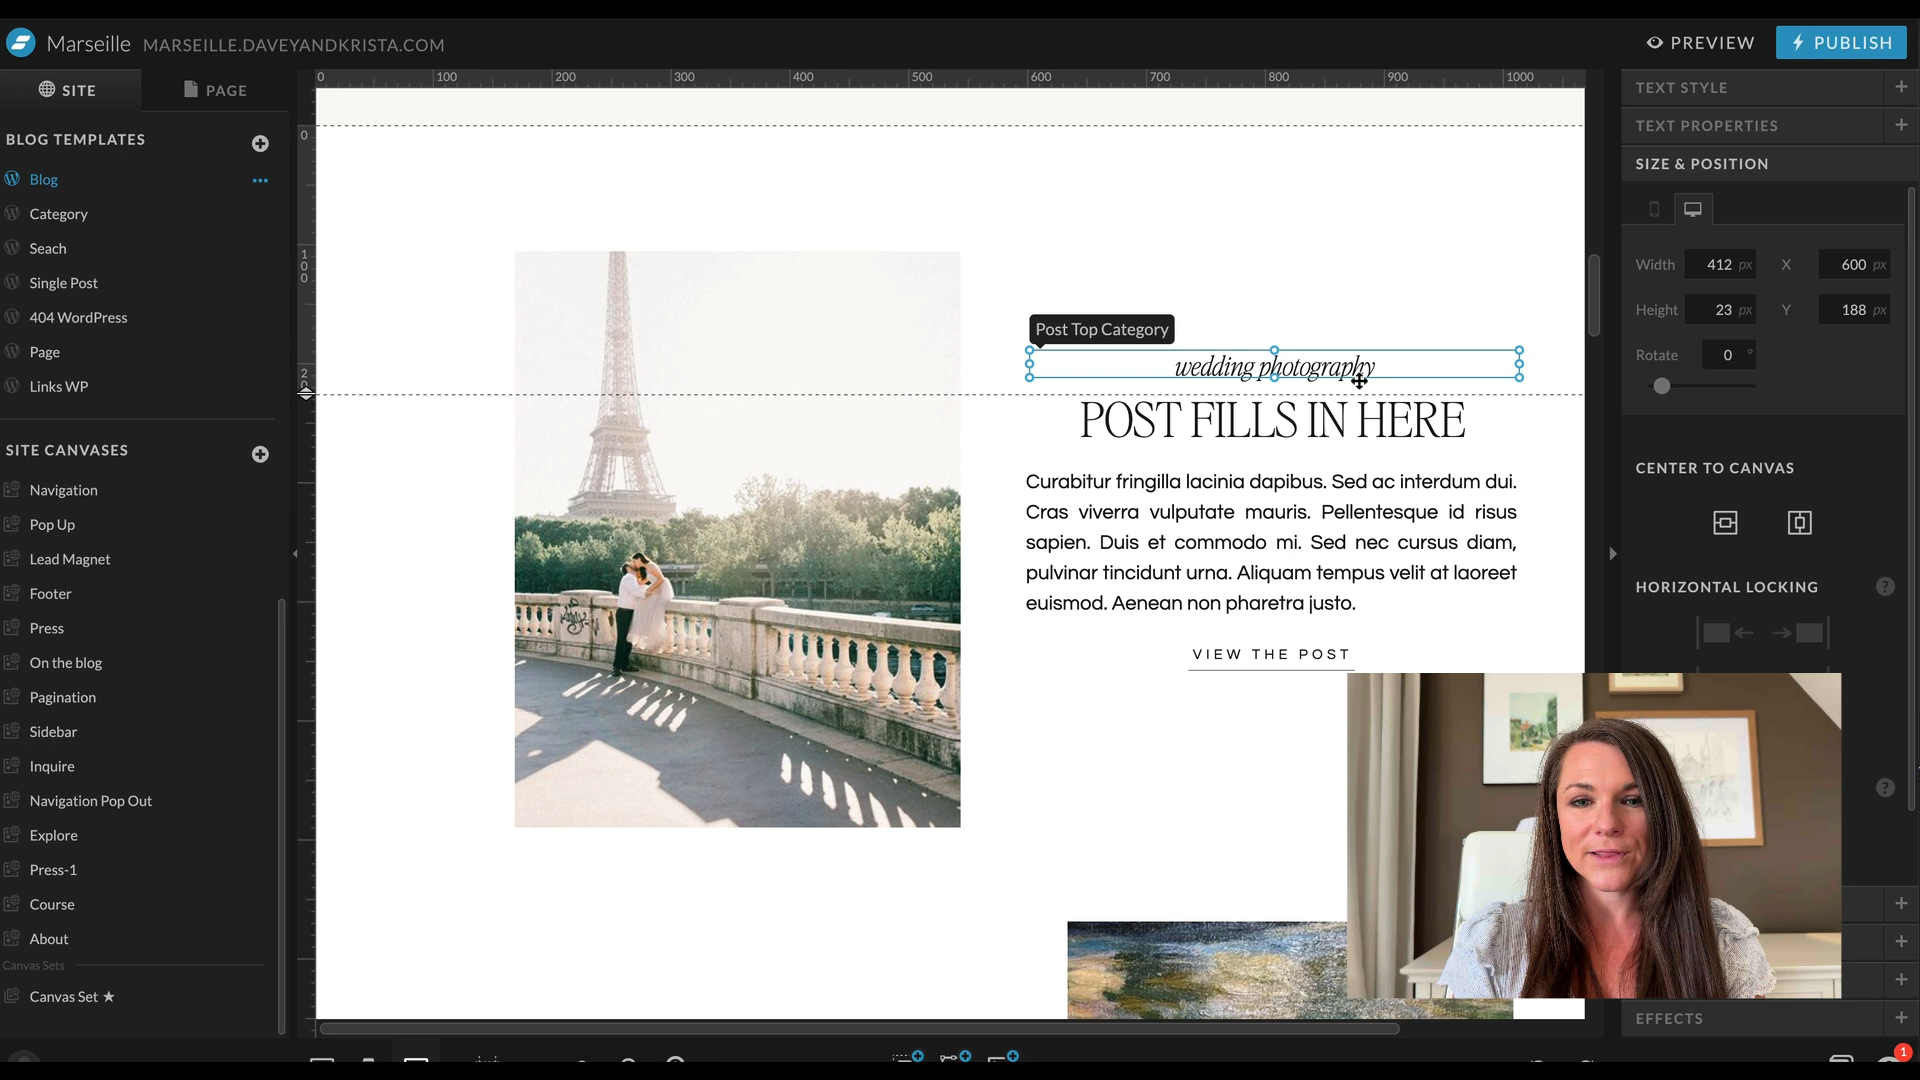 Marseille MARSEILLE.DAVEYANDKRISTA.COM
PREVIEW
PUBLISH
SITE
PAGE
0 100 200 300 400 500 600 700 800 900 1000
BLOG TEMPLATES
Blog
Category
Seach
Single Post
404 WordPress
Page
Links WP
SITE CANVASES
Navigation
Pop Up
Lead Magnet
Footer
Press
On the blog
Pagination
Sidebar
Inquire
Navigation Pop Out
Explore
Press-1
Course
About
Canvas Sets
Canvas Set ★
0
100
Post Top Category
wedding photography
POST FILLS IN HERE
Curabitur fringilla lacinia dapibus. Sed ac interdum dui.
Cras viverra vulputate mauris. Pellentesque id risus
sapien. Duis et commodo mi. Sed nec cursus diam,
pulvinar tincidunt urna. Aliquam tempus velit at laoreet
euismod. Aenean non pharetra justo.
VIEW THE POST
TEXT STYLE
TEXT PROPERTIES
SIZE & POSITION
Width 412 px X 600 px
Height 23 px Y 188 px
Rotate 0 °
CENTER TO CANVAS
HORIZONTAL LOCKING ?
?
EFFECTS
1